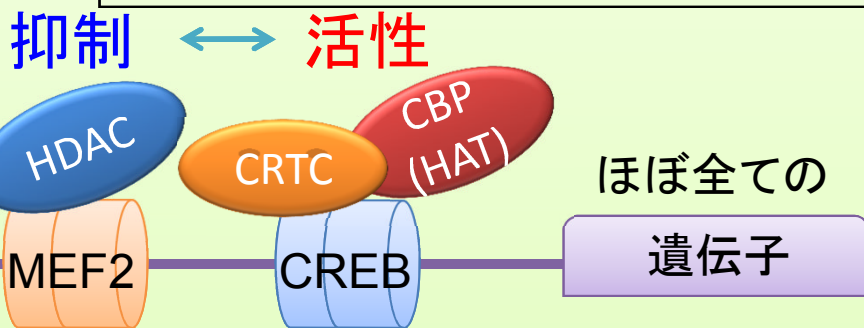 抑制 活性
HDAC
CRTC
CBP
(HAT)
ほぼ全ての
MEF2
CREB
遺伝子